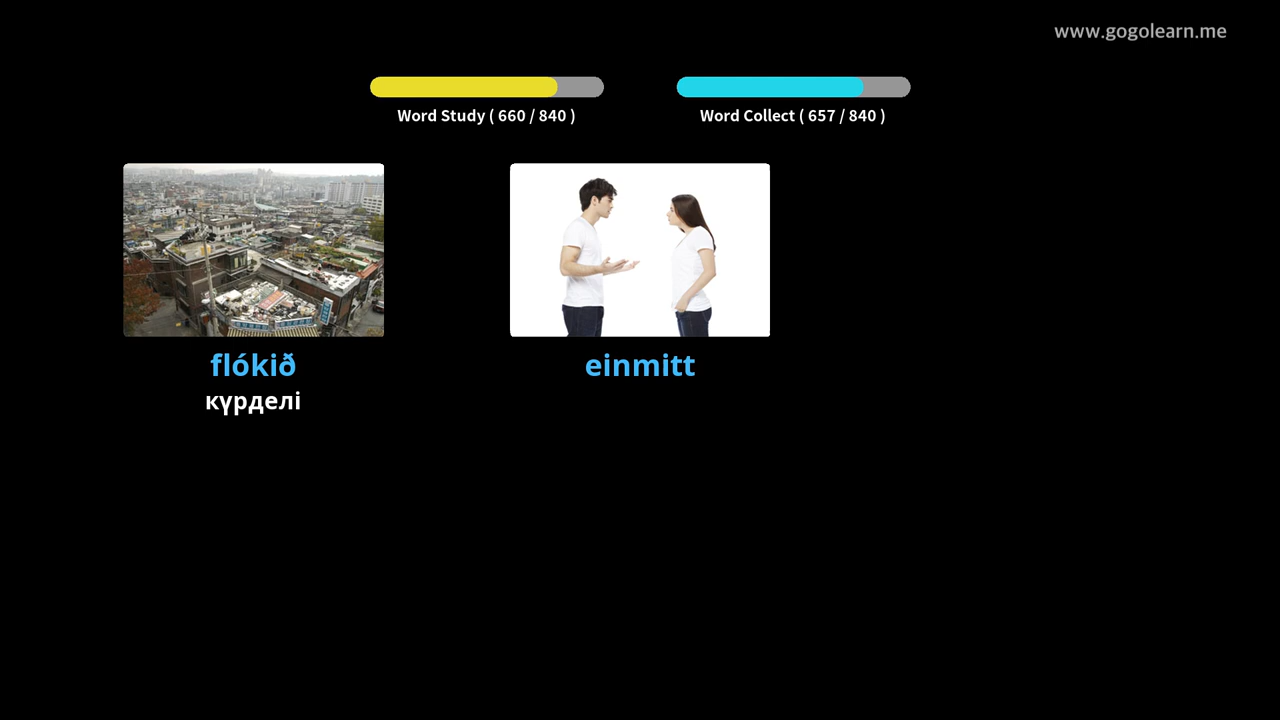 www.gogolearn.me
Word Study ( 660 / 840 )
Word Collect ( 657 / 840 )
flókið
einmitt
күрделі